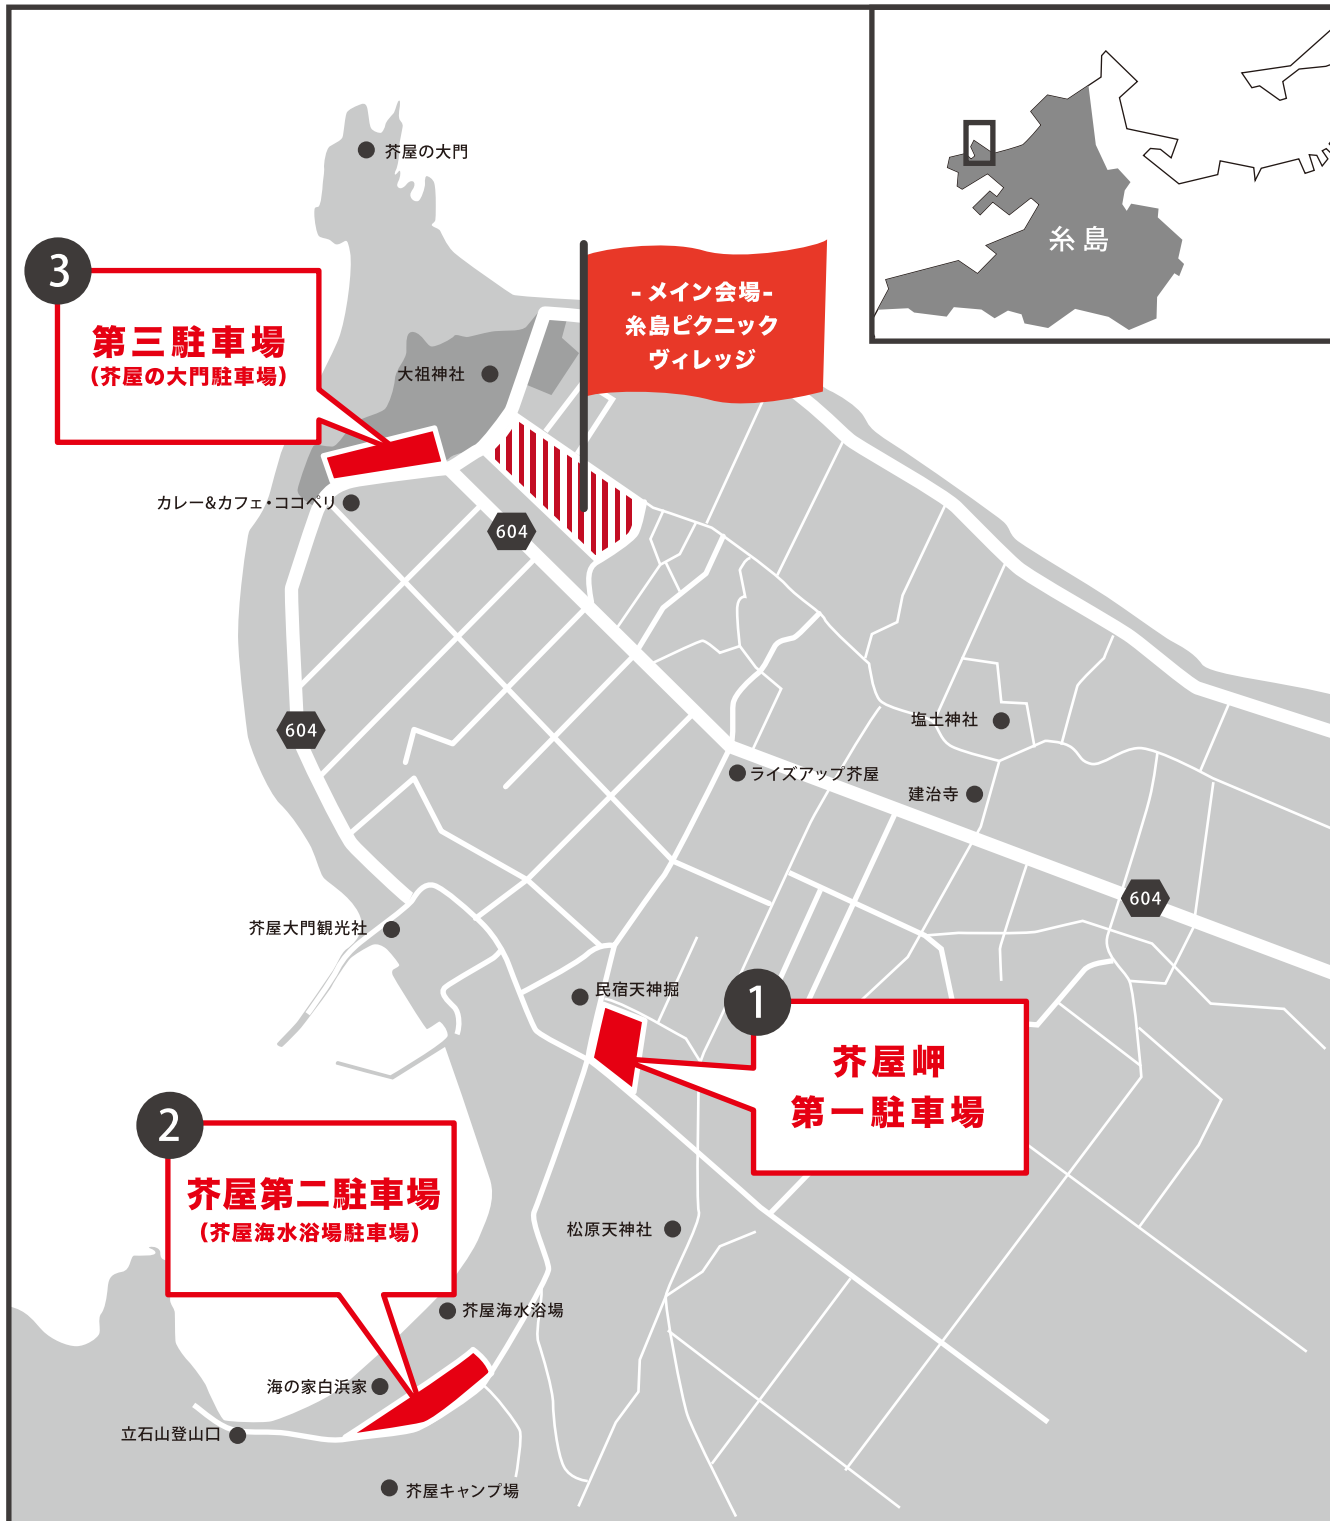 芥屋の大門
糸島
3
第三駐車場
(芥屋の大門駐車場)
- メイン会場-
糸島ピクニック
ヴィレッジ
大祖神社
カレー&カフェ・ココペリ
604
604
塩土神社
ライズアップ芥屋
建治寺
604
芥屋大門観光社
民宿天神掘
1
芥屋岬
第一駐車場
2
芥屋第二駐車場
(芥屋海水浴場駐車場)
松原天神社
芥屋海水浴場
海の家白浜家
立石山登山口
芥屋キャンプ場